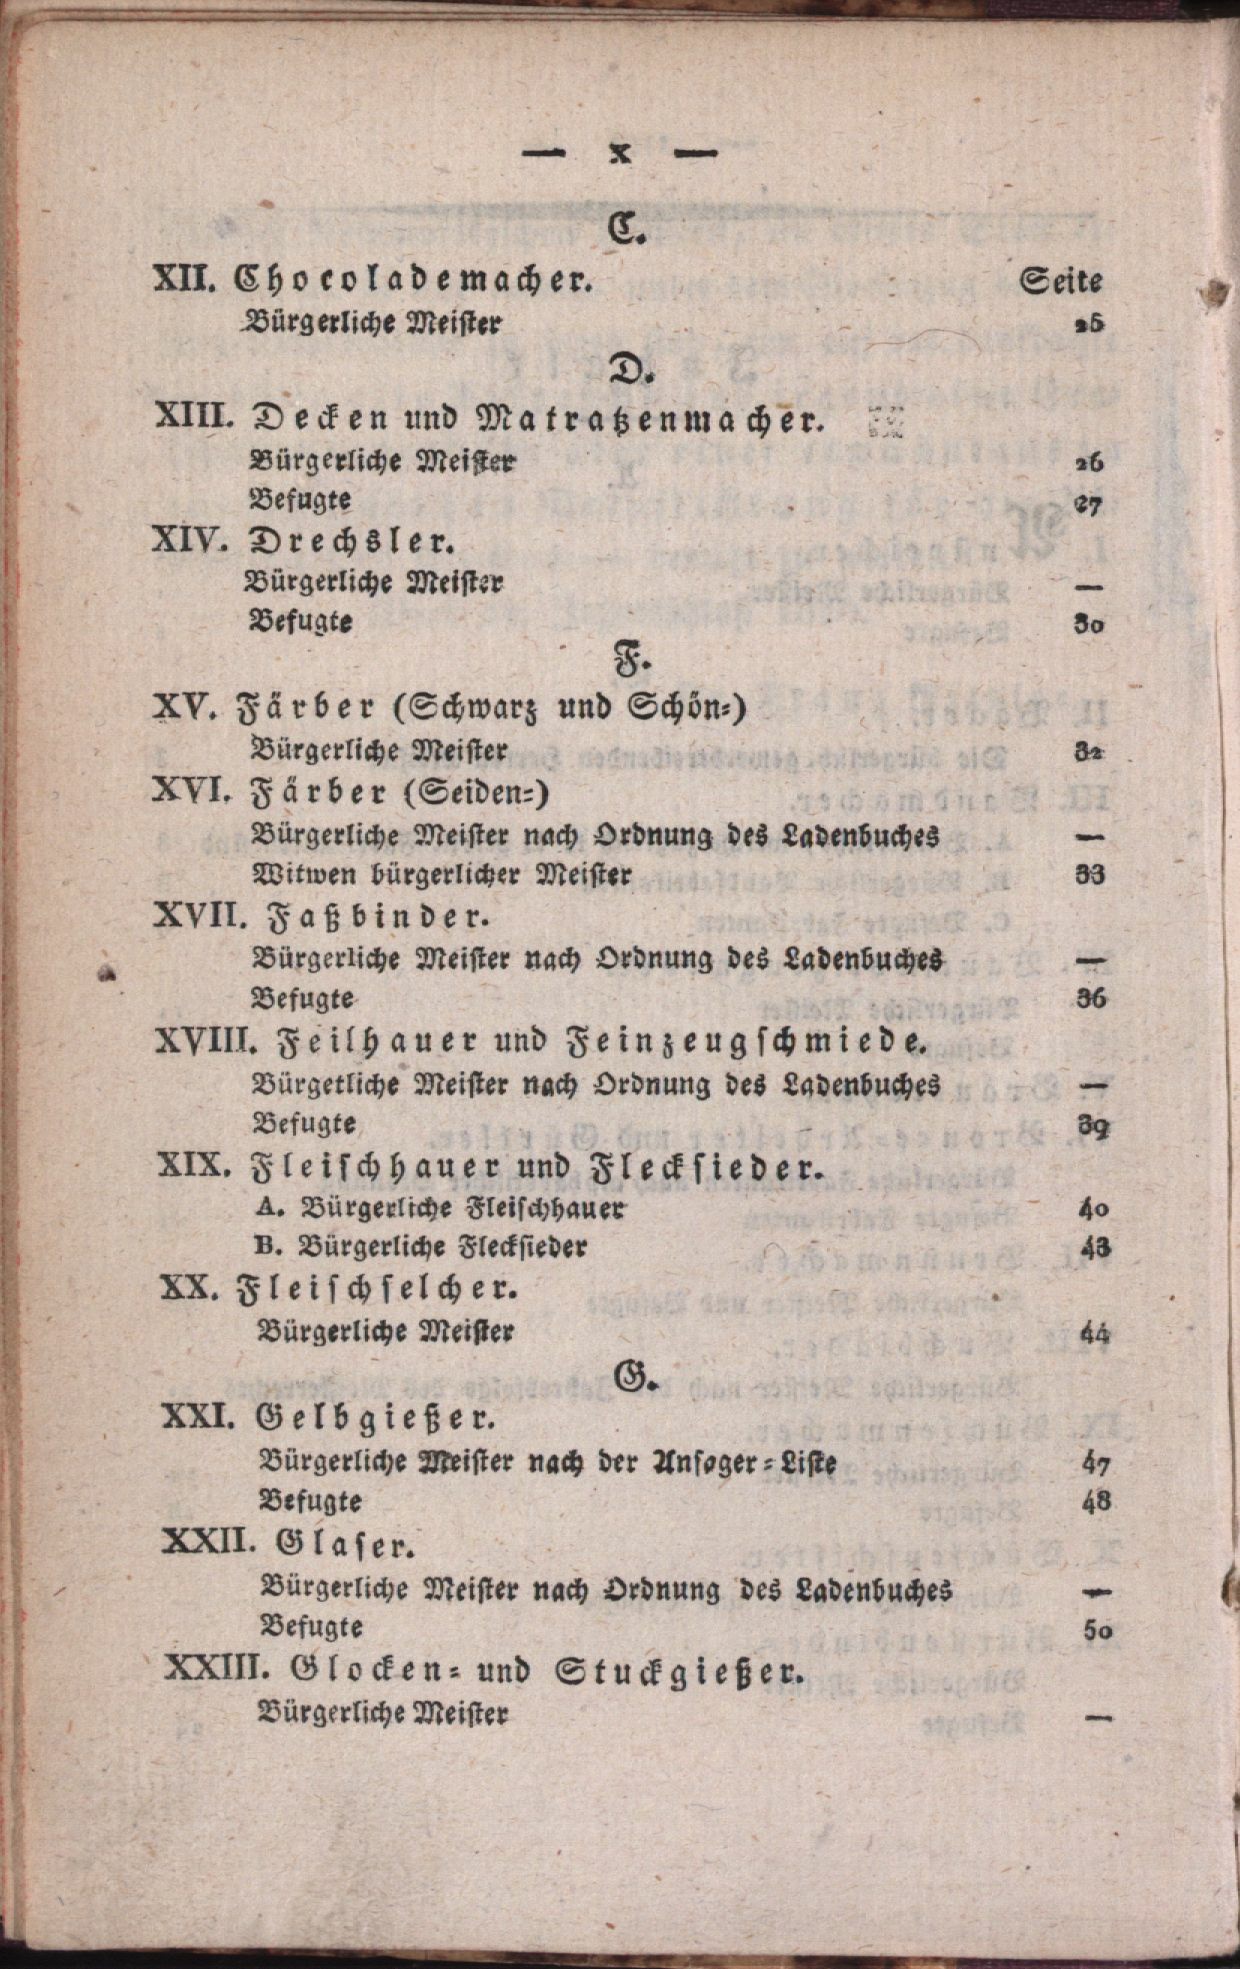 — x —
C.
XII. Chocolademacher. Seite
Bürgerliche Meister 25
D.
XIII. Decken und Matratzenmacher.
Bürgerliche Meister 26
Befugte 27
XIV. Drechsler.
Bürgerliche Meister —
Befugte 30
F.
XV. Färber (Schwarz und Schön=)
Bürgerliche Meister 32
XVI. Färber (Seiden=)
Bürgerliche Meister nach Ordnung des Ladenbuches —
Witwen bürgerlicher Meister 33
XVII. Faßbinder.
Bürgerliche Meister nach Ordnung des Ladenbuches —
Befugte 36
XVIII. Feilhauer und Feinzeugschmiede.
Bürgetliche Meister nach Ordnung des Ladenbuches —
Befugte 39
XIX. Fleischhauer und Flecksieder.
A. Bürgerliche Fleischhauer 40
B. Bürgerliche Flecksieder 43
XX. Fleischselcher.
Bürgerliche Meister 44
G.
XXI. Gelbgießer.
Bürgerliche Meister nach der Ansager=Liste 47
Befugte 48
XXII. Glaser.
Bürgerliche Meister nach Ordnung des Ladenbuches —
Befugte 50
XXIII. Glocken= und Stuckgießer.
Bürgerliche Meister —